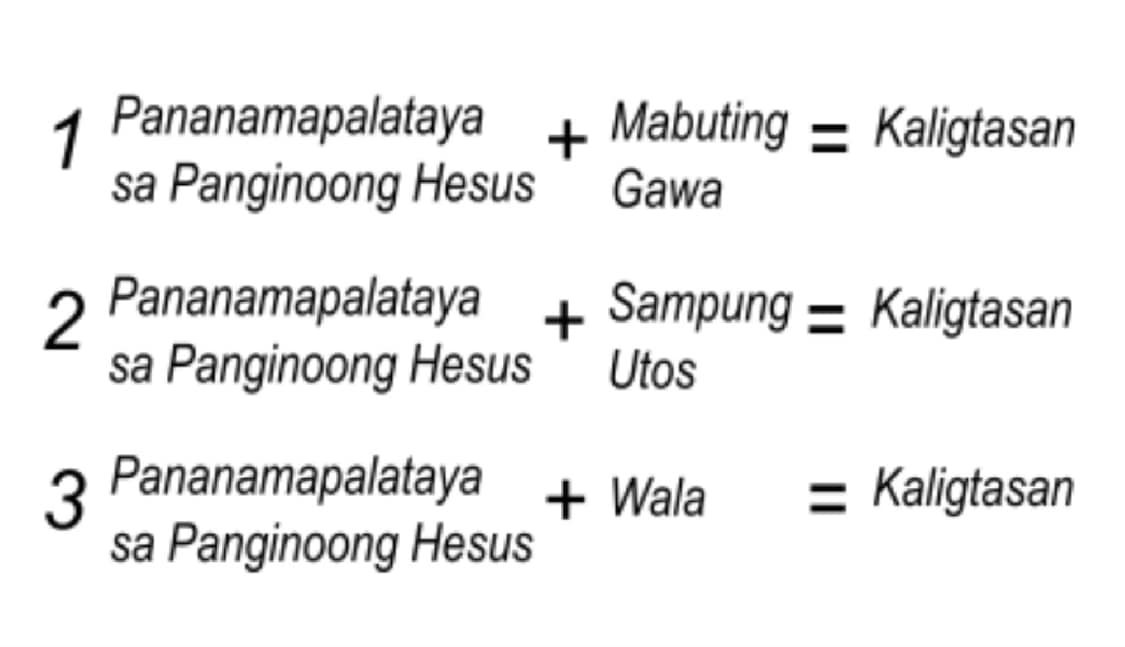 1 Pananamapalataya + Mabuting = Kaligtasan
sa Panginoong Hesus Gawa
2 Pananamapalataya + Sampung = Kaligtasan
sa Panginoong Hesus Utos
3 Pananamapalataya + Wala = Kaligtasan
sa Panginoong Hesus